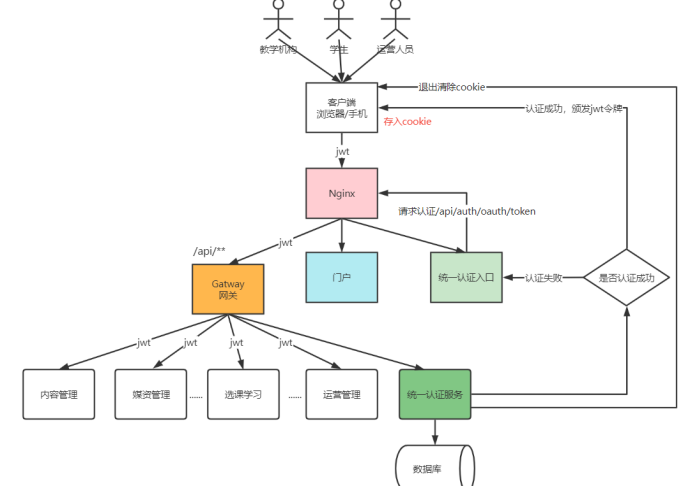 教学机构
学生
运营人员
退出清除cookie
客户端
浏览器/手机
认证成功，颁发jwt令牌
存入cookie
jwt
Nginx
请求认证/api/auth/oauth/token
jwt
/api/**
Gatway
网关
门户
统一认证入口
认证失败
是否认证成功
jwt
jwt
jwt
jwt
内容管理
媒资管理
......
选课学习
......
运营管理
统一认证服务
数据库